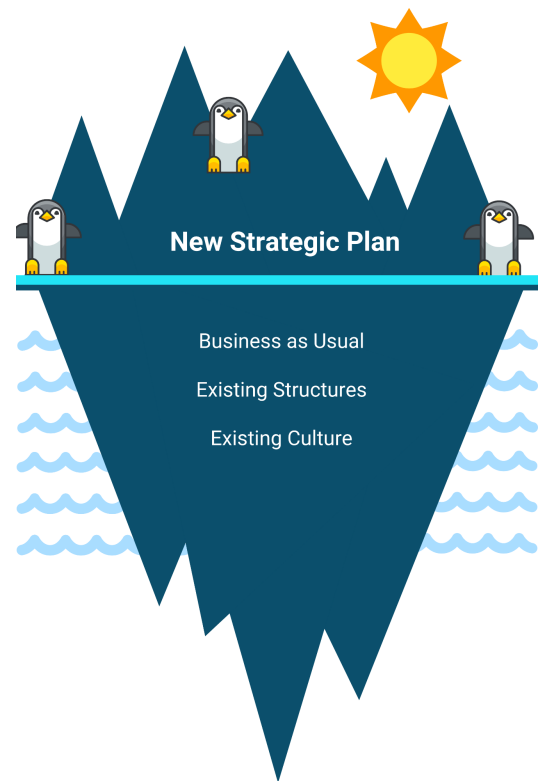 New Strategic Plan
Business as Usual
Existing Structures
Existing Culture